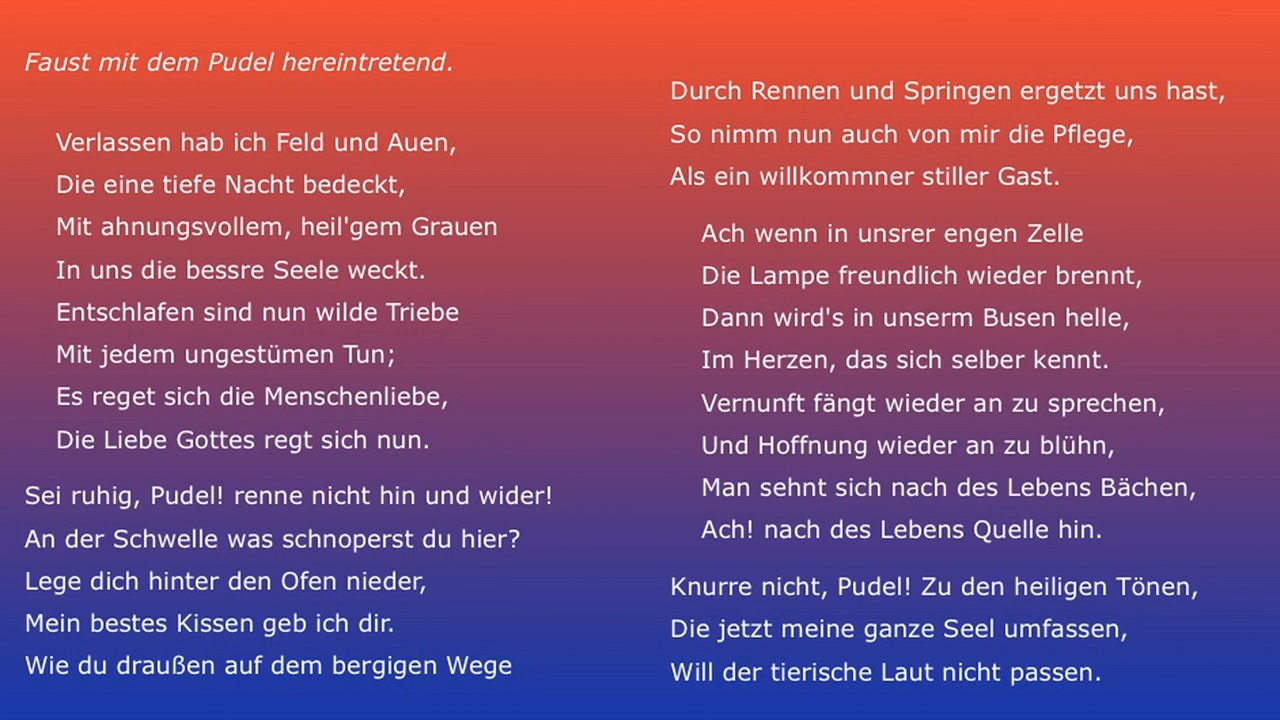 Faust mit dem Pudel hereintretend.
Verlassen hab ich Feld und Auen,
Die eine tiefe Nacht bedeckt,
Mit ahnungsvollem, heil'gem Grauen
In uns die bessre Seele weckt.
Entschlafen sind nun wilde Triebe
Mit jedem ungestümen Tun;
Es reget sich die Menschenliebe,
Die Liebe Gottes regt sich nun.
Sei ruhig, Pudel! renne nicht hin und wider!
An der Schwelle was schnoperst du hier?
Lege dich hinter den Ofen nieder,
Mein bestes Kissen geb ich dir.
Wie du draußen auf dem bergigen Wege
Durch Rennen und Springen ergetzt uns hast,
So nimm nun auch von mir die Pflege,
Als ein willkommner stiller Gast.
Ach wenn in unsrer engen Zelle
Die Lampe freundlich wieder brennt,
Dann wird's in unserm Busen helle,
Im Herzen, das sich selber kennt.
Vernunft fängt wieder an zu sprechen,
Und Hoffnung wieder an zu blühn,
Man sehnt sich nach des Lebens Bächen,
Ach! nach des Lebens Quelle hin.
Knurre nicht, Pudel! Zu den heiligen Tönen,
Die jetzt meine ganze Seel umfassen,
Will der tierische Laut nicht passen.